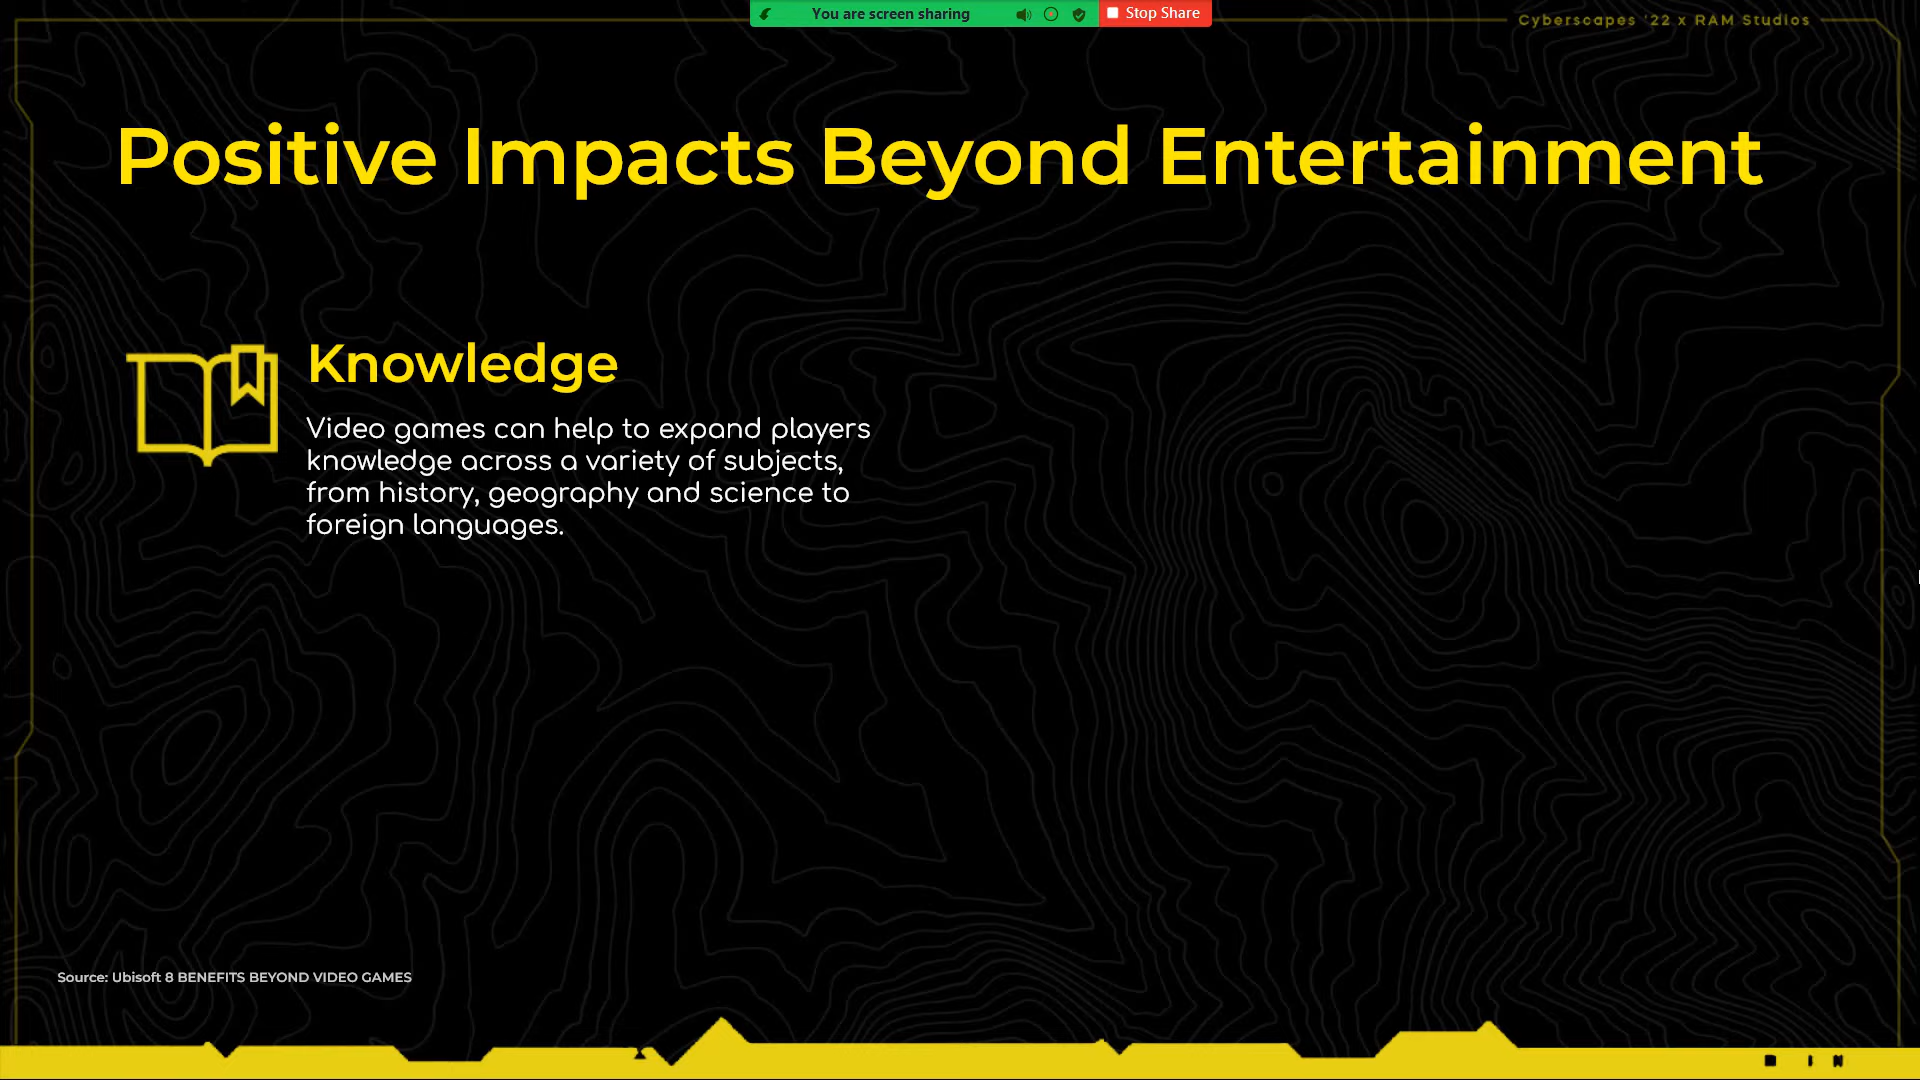 You are screen sharing
Stop Share
Cyberscapes '22 x RAM Studios
Positive Impacts Beyond Entertainment
Knowledge
Video games can help to expand players
knowledge across a variety of subjects,
from history, geography and science to
foreign languages.
Source: Ubisoft 8 BENEFITS BEYOND VIDEO GAMES